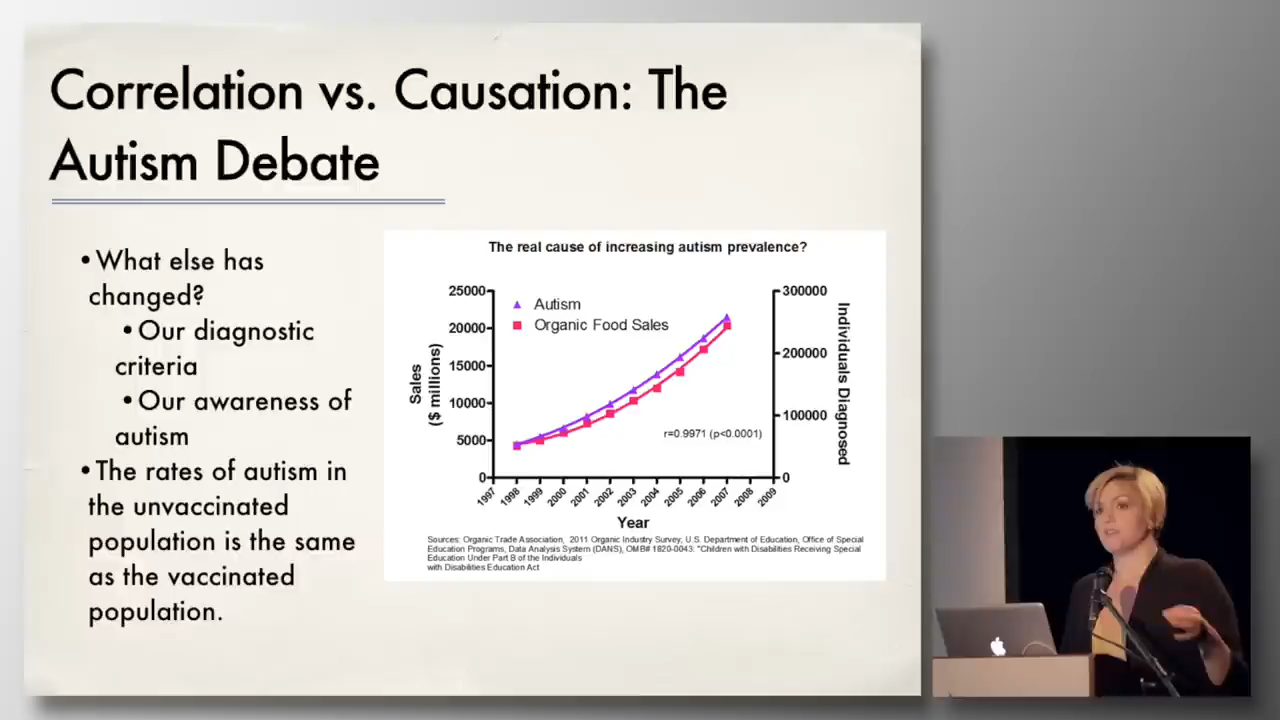 Correlation vs. Causation: The
Autism Debate
•What else has
changed?
•Our diagnostic
criteria
•Our awareness of
autism
•The rates of autism in
the unvaccinated
population is the same
as the vaccinated
population.
The real cause of increasing autism prevalence?
Autism
Organic Food Sales
25000
20000
15000
10000
5000
0
Sales
($ millions)
300000
200000
100000
0
Individuals Diagnosed
r=0.9971 (p<0.0001)
1997
1998
1999
2000
2001
2002
2003
2004
2005
2006
2007
2008
2009
Year
Sources: Organic Trade Association, 2011 Organic Industry Survey; U.S. Department of Education, Office of Special
Education Programs, Data Analysis System (DANS), OMB# 1820-0043: "Children with Disabilities Receiving Special
Education Under Part B of the Individuals
with Disabilities Education Act